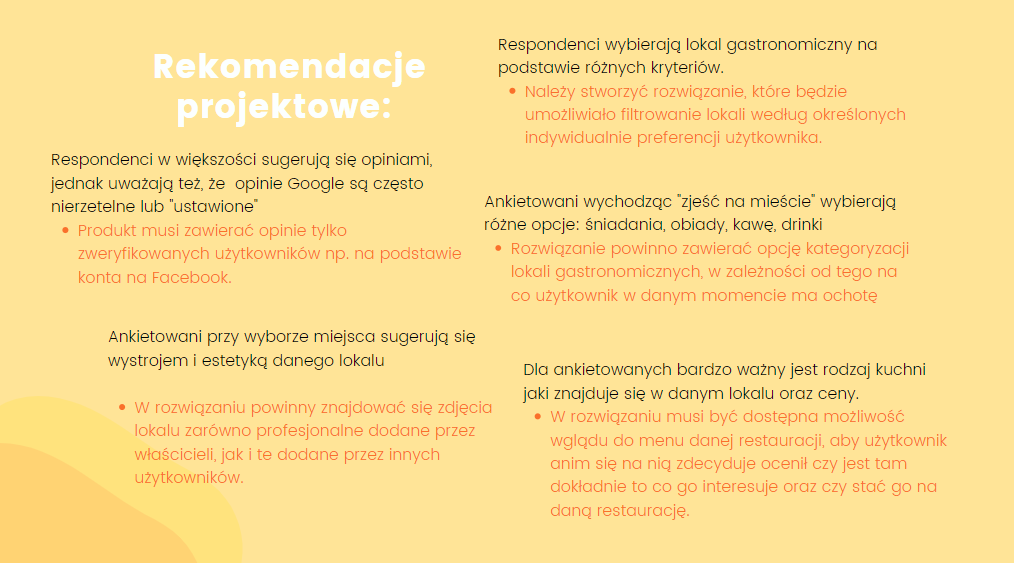 Rekomendacje
projektowe:
Respondenci w większości sugerują się opiniami,
jednak uważają też, że opinie Google są często
nierzetelne lub "ustawione"
• Produkt musi zawierać opinie tylko
zweryfikowanych użytkowników np. na podstawie
konta na Facebook.
Ankietowani przy wyborze miejsca sugerują się
wystrojem i estetyką danego lokalu
• W rozwiązaniu powinny znajdować się zdjęcia
lokalu zarówno profesjonalne dodane przez
właścicieli, jak i te dodane przez innych
użytkowników.
Respondenci wybierają lokal gastronomiczny na
podstawie różnych kryteriów.
• Należy stworzyć rozwiązanie, które będzie
umożliwiało filtrowanie lokali według określonych
indywidualnie preferencji użytkownika.
Ankietowani wychodząc "zjeść na mieście" wybierają
różne opcje: śniadania, obiady, kawę, drinki
• Rozwiązanie powinno zawierać opcję kategoryzacji
lokali gastronomicznych, w zależności od tego na
co użytkownik w danym momencie ma ochotę
Dla ankietowanych bardzo ważny jest rodzaj kuchni
jaki znajduje się w danym lokalu oraz ceny.
• W rozwiązaniu musi być dostępna możliwość
wglądu do menu danej restauracji, aby użytkownik
anim się na nią zdecyduje ocenił czy jest tam
dokładnie to co go interesuje oraz czy stać go na
daną restaurację.